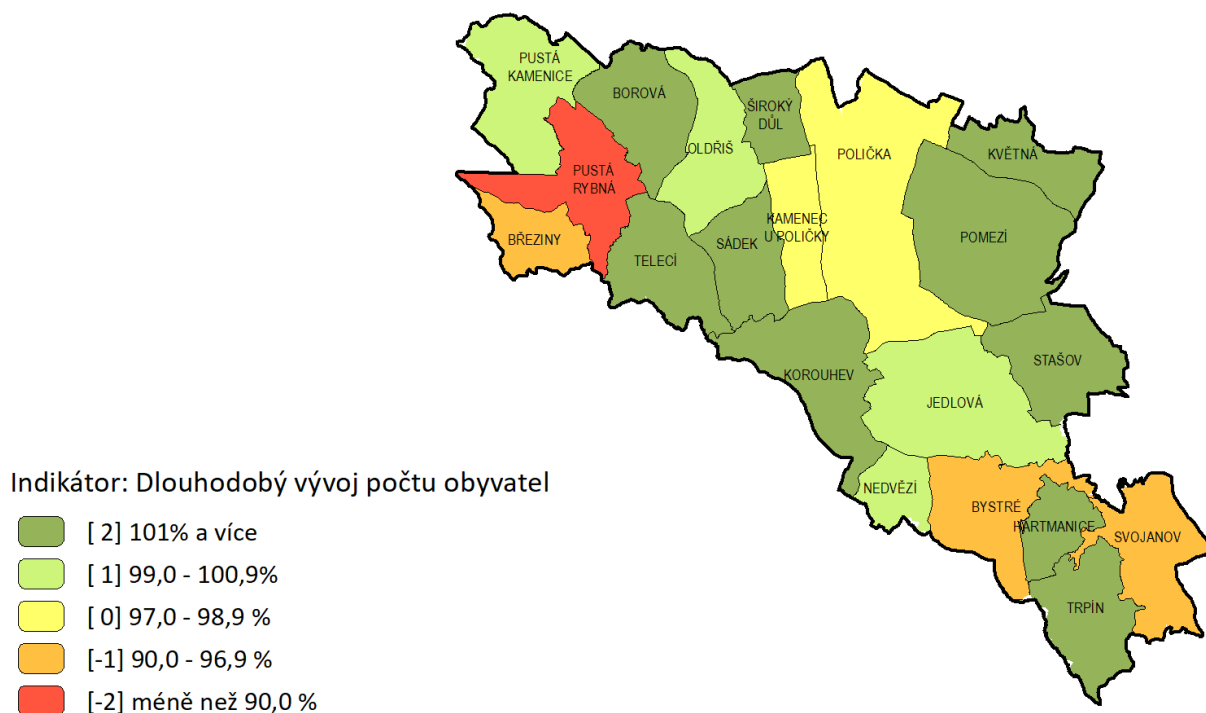 PUSTÁ
KAMENICE
BOROVÁ
ŠIROKÝ
DŮL
OLDŘIŠ
POLIČKA
KVĚTNÁ
PUSTÁ
RYBNÁ
KAMENEC
U POLIČKY
BŘEZINY
SÁDEK
POMEZÍ
TELECÍ
STAŠOV
KOROUHEV
JEDLOVÁ
NEDVĚZÍ
BYSTRÉ
HARTMANICE
SVOJANOV
TRPÍN
Indikátor: Dlouhodobý vývoj počtu obyvatel
[ 2] 101% a více
[ 1] 99,0 - 100,9%
[ 0] 97,0 - 98,9 %
[-1] 90,0 - 96,9 %
[-2] méně než 90,0 %